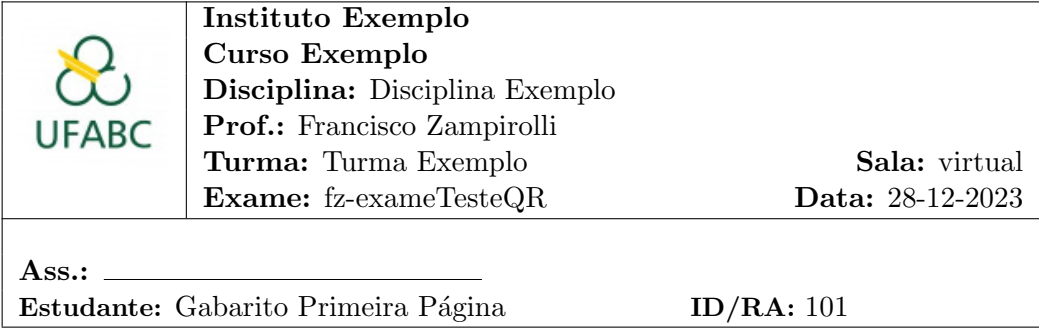 Instituto Exemplo
Curso Exemplo
Disciplina: Disciplina Exemplo
Prof.: Francisco Zampirolli
Turma: Turma Exemplo Sala: virtual
Exame: fz-exameTesteQR Data: 28-12-2023
UFABC
Ass.:
Estudante: Gabarito Primeira Página ID/RA: 101